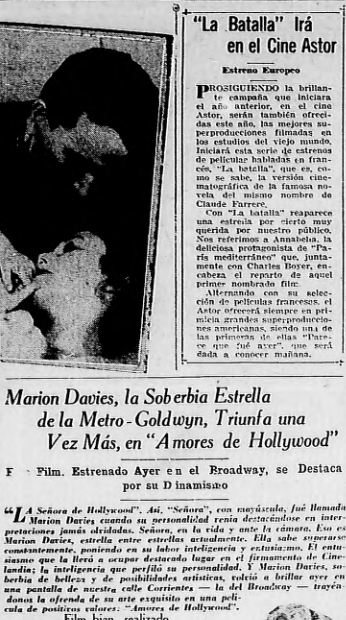 "La Batalla" Irá
en el Cine Astor
Estreno Europeo
PROSIGUIENDO la brillan-
te campaña que iniciara
el año anterior, en el cine
Astor, serán también ofreci-
das este año, las mejores su-
perproducciones filmadas en
los estudios del viejo mundo.
Iniciará esta serie de estrenos
de películar habladas en fran-
cés, "La batalla", que es, co-
mo se sabe, la versión cine-
matográfica de la famosa no-
vela del mismo nombre de
Claude Farrere.
Con "La batalla" reaparece
una estrella por cierto muy
querida por nuestro público.
Nos referimos a Annabella, la
deliciosa protagonista de "Pa-
rís mediterráneo" que, jun-
tamente con Charles Boyer, en-
cabeza el reparto de aquel
primer nombrado film.
Alternando con su selec-
ción de películas francesas, el
Astor ofrecerá siempre en pri-
micia grandes superproduccio-
nes americanas, siendo una de
las primeras de ellas "Pare-
ce que fué ayer", que será
dada a conocer mañana.
Marion Davies, la Soberbia Estrella
de la Metro-Goldwyn, Triunfa una
Vez Más, en "Amores de Hollywood"
F Film. Estrenado Ayer en el Broadway, se Destaca
por su Dinamismo
"LA Señora de Hollywood". Así, "Señora", con mayúscula, fué llamada
Marion Davies cuando su personalidad venía destacándose en inter-
pretaciones jamás olvidadas. Señora, en la vida y ante la cámara. Eso es
Marion Davies, estrella entre estrellas actualmente. Ella sabe superarse
constantemente, poniendo en su labor inteligencia y entusiasmo. El entu-
siasmo que la llevó a ocupar destacado lugar en el firmamento de Cine-
landia; la inteligencia que perfiló su personalidad. Y Marion Davies, so-
berbia de belleza y de posibilidades artísticas, volvió a brillar ayer en
una pantalla de nuestra calle Corrientes — la del Broadway — trayén-
donos la ofrenda de su arte exquisito en una pelí-
cula de positivos valores: "Amores de Hollywood".
Film bien realizado